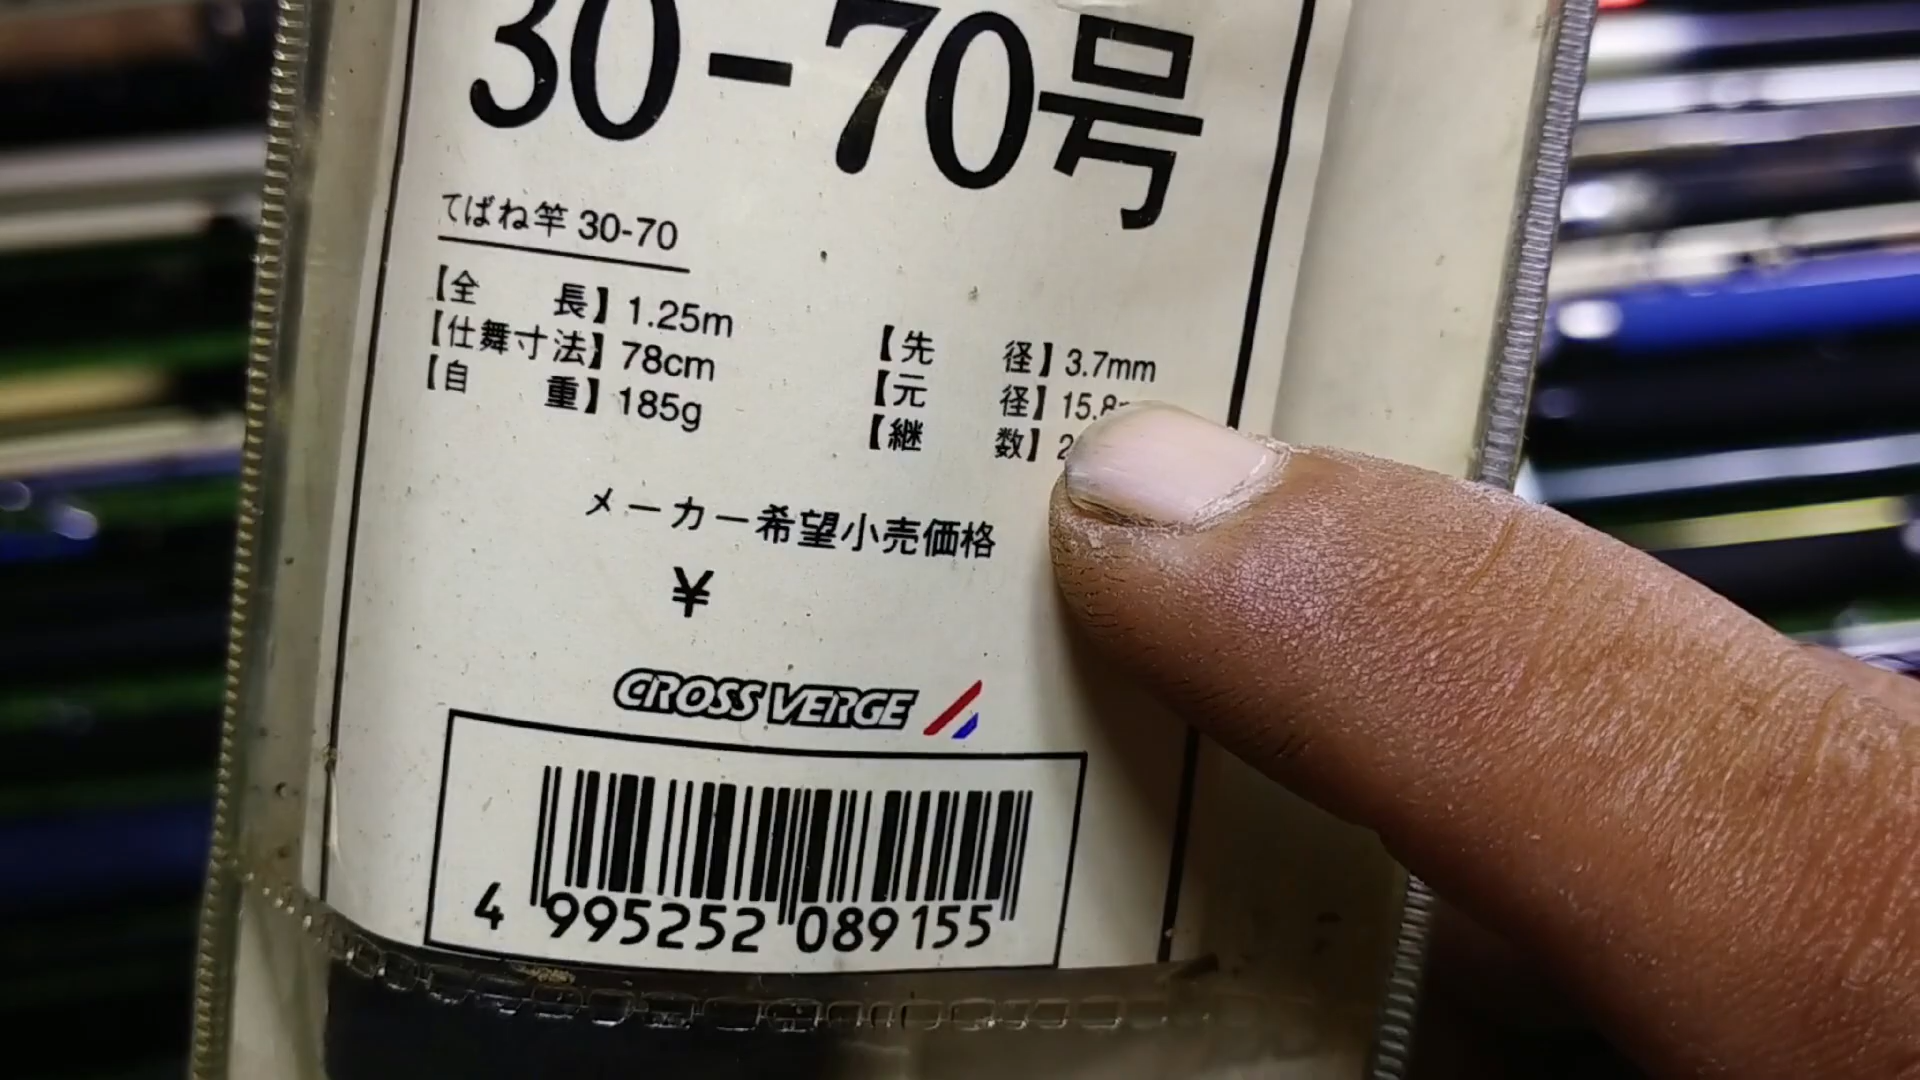 30-70号
てばね竿 30-70
【全 長】1.25m
【仕舞寸法】78cm
【自 重】185g
【先 径】3.7mm
【元 径】15.8
【継 数】2
メーカー希望小売価格
¥
CROSS VERGE
4 995252 089155